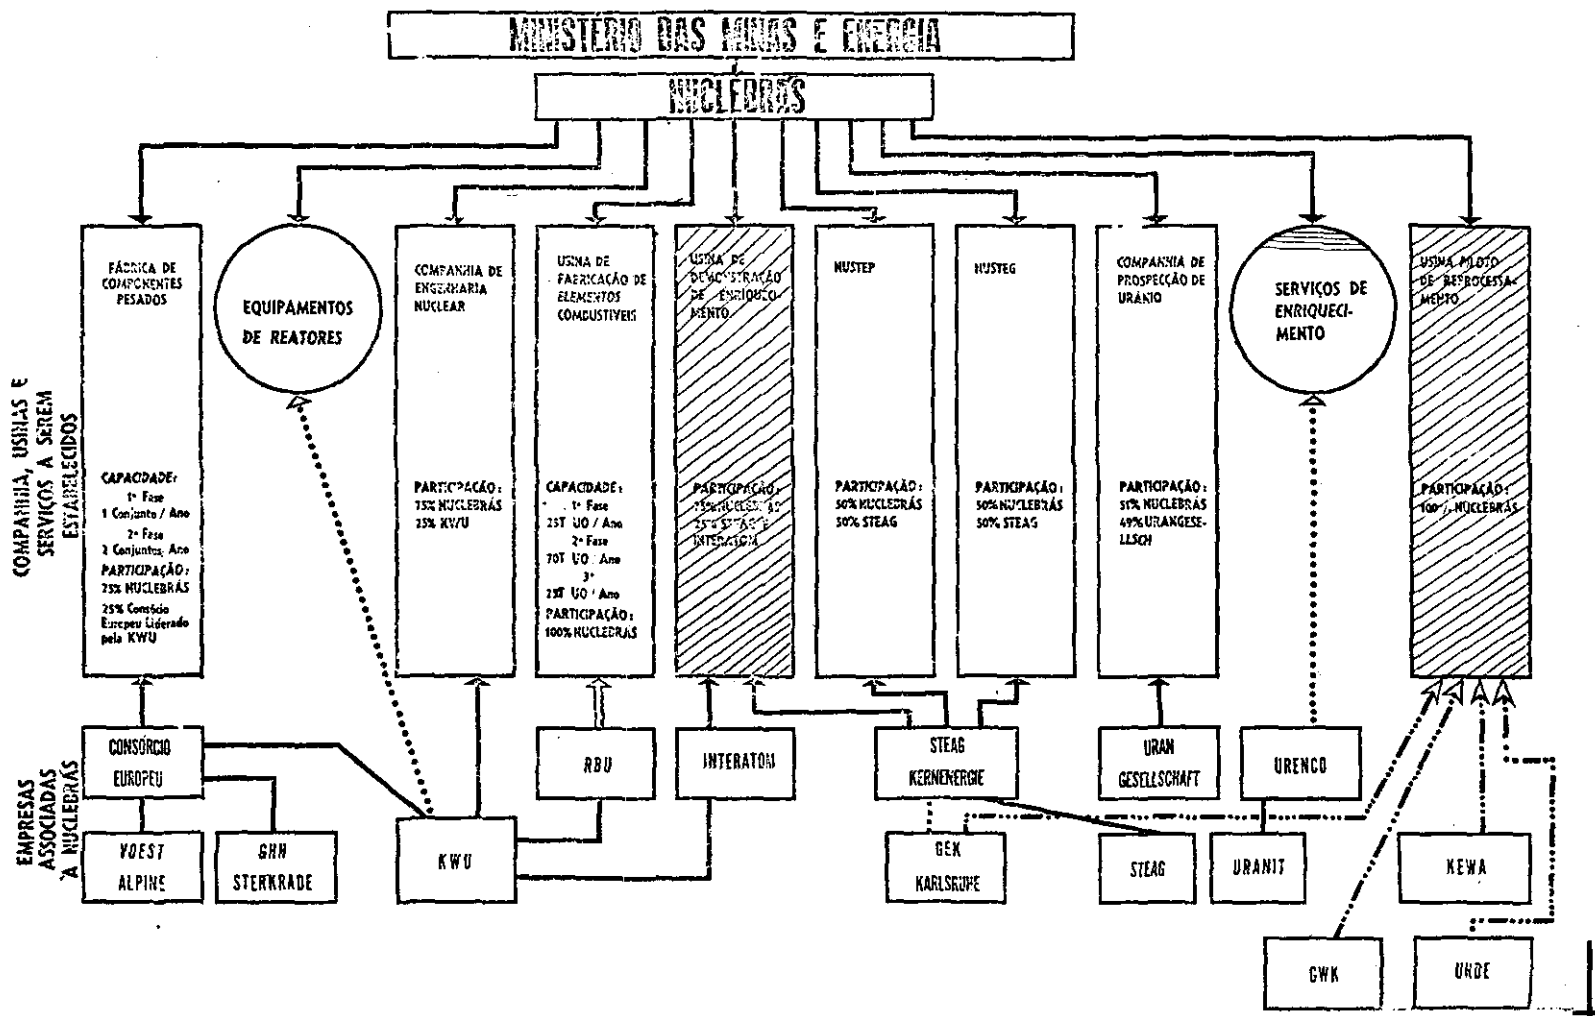 MINISTÉRIO DAS MINAS E ENERGIA
NUCLEBRÁS
COMPANHIA, USINAS E
SERVIÇOS A SEREM
ESTABELECIDOS
FÁBRICA DE
COMPONENTES
PESADOS
CAPACIDADE:
1ª Fase
1 Conjunto / Ano
2ª Fase
2 Conjuntos, Ano
PARTICIPAÇÃO:
25% Consócio
Europeu Liderado
pela KWU
EQUIPAMENTOS
DE REATORES
COMPANHIA DE
ENGENHARIA
NUCLEAR
PARTICIPAÇÃO:
75% NUCLEBRÁS
25% KWU
USINA DE
FABRICAÇÃO DE
ELEMENTOS
COMBUSTÍVEIS
CAPACIDADE:
1ª Fase
25T UO / Ano
2ª Fase
70T UO / Ano
3ª
UO / Ano
PARTICIPAÇÃO:
100% NUCLEBRÁS
USINA DE
DEMONSTRAÇÃO
DE ENRIQUECI-
MENTO
PARTICIPAÇÃO:
75% NUCLEBRÁS
25% STEAG E
INTERATOM
NUSTEP
PARTICIPAÇÃO:
50% NUCLEBRÁS
50% STEAG
NUSTEG
PARTICIPAÇÃO:
50% NUCLEBRÁS
50% STEAG
COMPANHIA DE
PROSPECÇÃO DE
URÂNIO
PARTICIPAÇÃO:
51% NUCLEBRÁS
49% URANGESE-
LLSCH
SERVIÇOS DE
ENRIQUECI-
MENTO
USINA PILOTO
DE REPROCESSA-
MENTO
PARTICIPAÇÃO:
100% NUCLEBRÁS
EMPRESAS
ASSOCIADAS
À NUCLEBRÁS
CONSÓRCIO
EUROPEU
RBU
INTERATOM
STEAG
KERNENERGIE
URAN
GESELLSCHAFT
URENCO
VOEST
ALPINE
GHH
STERKRADE
KWU
KARLSRUHE
STEAG
URANIT
KEWA
GWK
UHDE